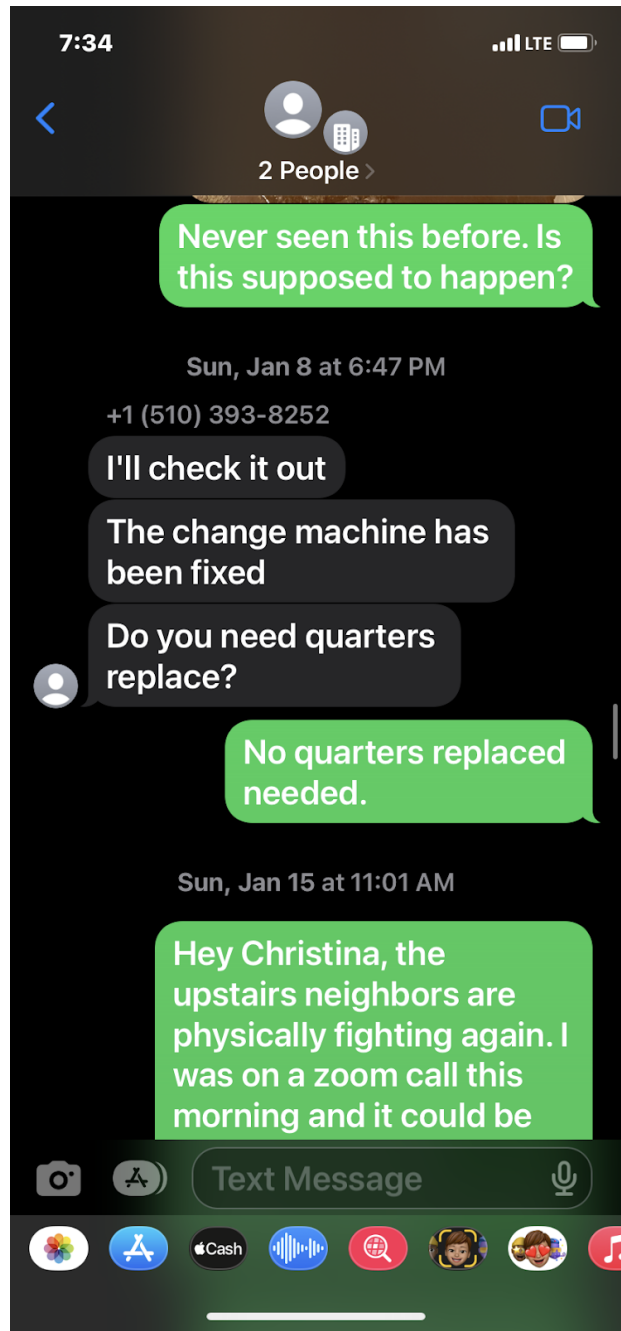 7:34
LTE
2 People >
Never seen this before. Is
this supposed to happen?
Sun, Jan 8 at 6:47 PM
+1 (510) 393-8252
I'll check it out
The change machine has
been fixed
Do you need quarters
replace?
No quarters replaced
needed.
Sun, Jan 15 at 11:01 AM
Hey Christina, the
upstairs neighbors are
physically fighting again. I
was on a zoom call this
morning and it could be
Text Message
Cash